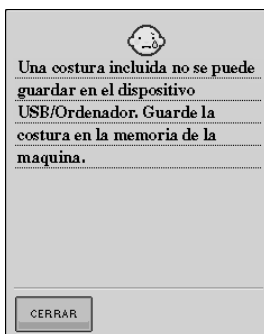 Una costura incluida no se puede
guardar en el dispositivo
USB/Ordenador. Guarde la
costura en la memoria de la
maquina.
CERRAR